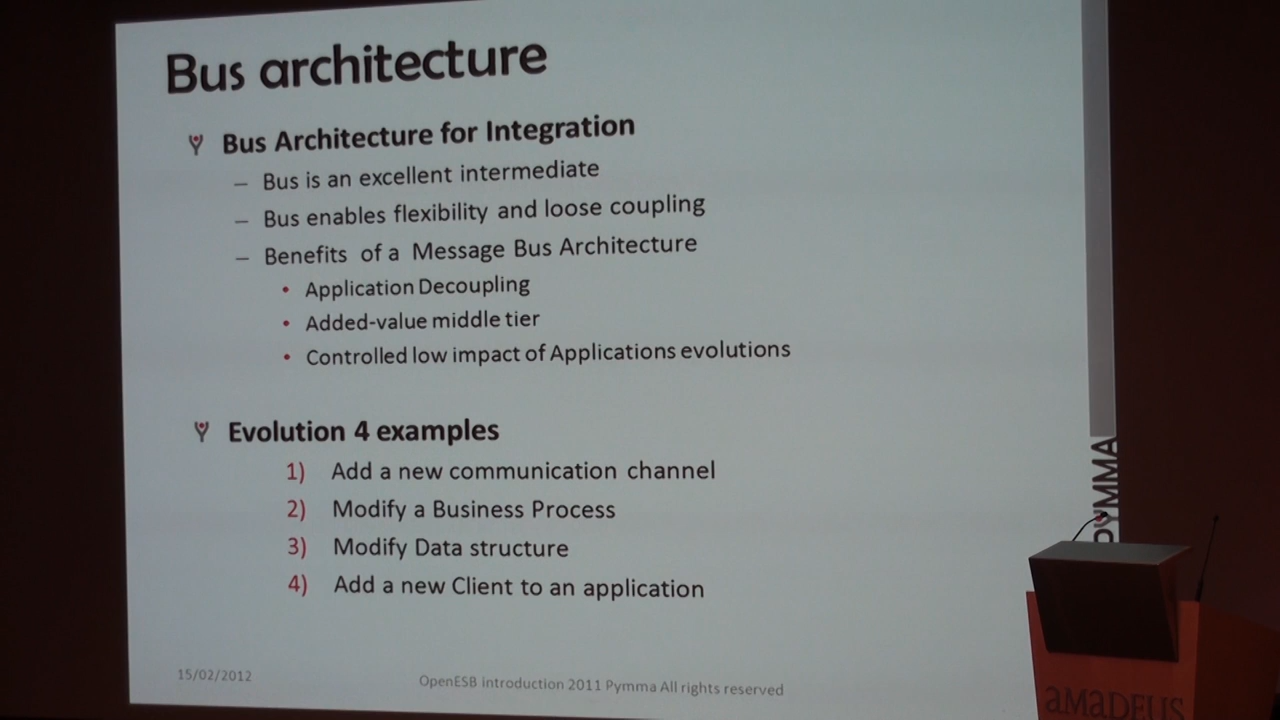 Bus architecture
Bus Architecture for Integration
– Bus is an excellent intermediate
– Bus enables flexibility and loose coupling
– Benefits of a Message Bus Architecture
• Application Decoupling
• Added-value middle tier
• Controlled low impact of Applications evolutions
Evolution 4 examples
1) Add a new communication channel
2) Modify a Business Process
3) Modify Data structure
4) Add a new Client to an application
15/02/2012
OpenESB introduction 2011 Pymma All rights reserved
PYMMA
aMaDEUS